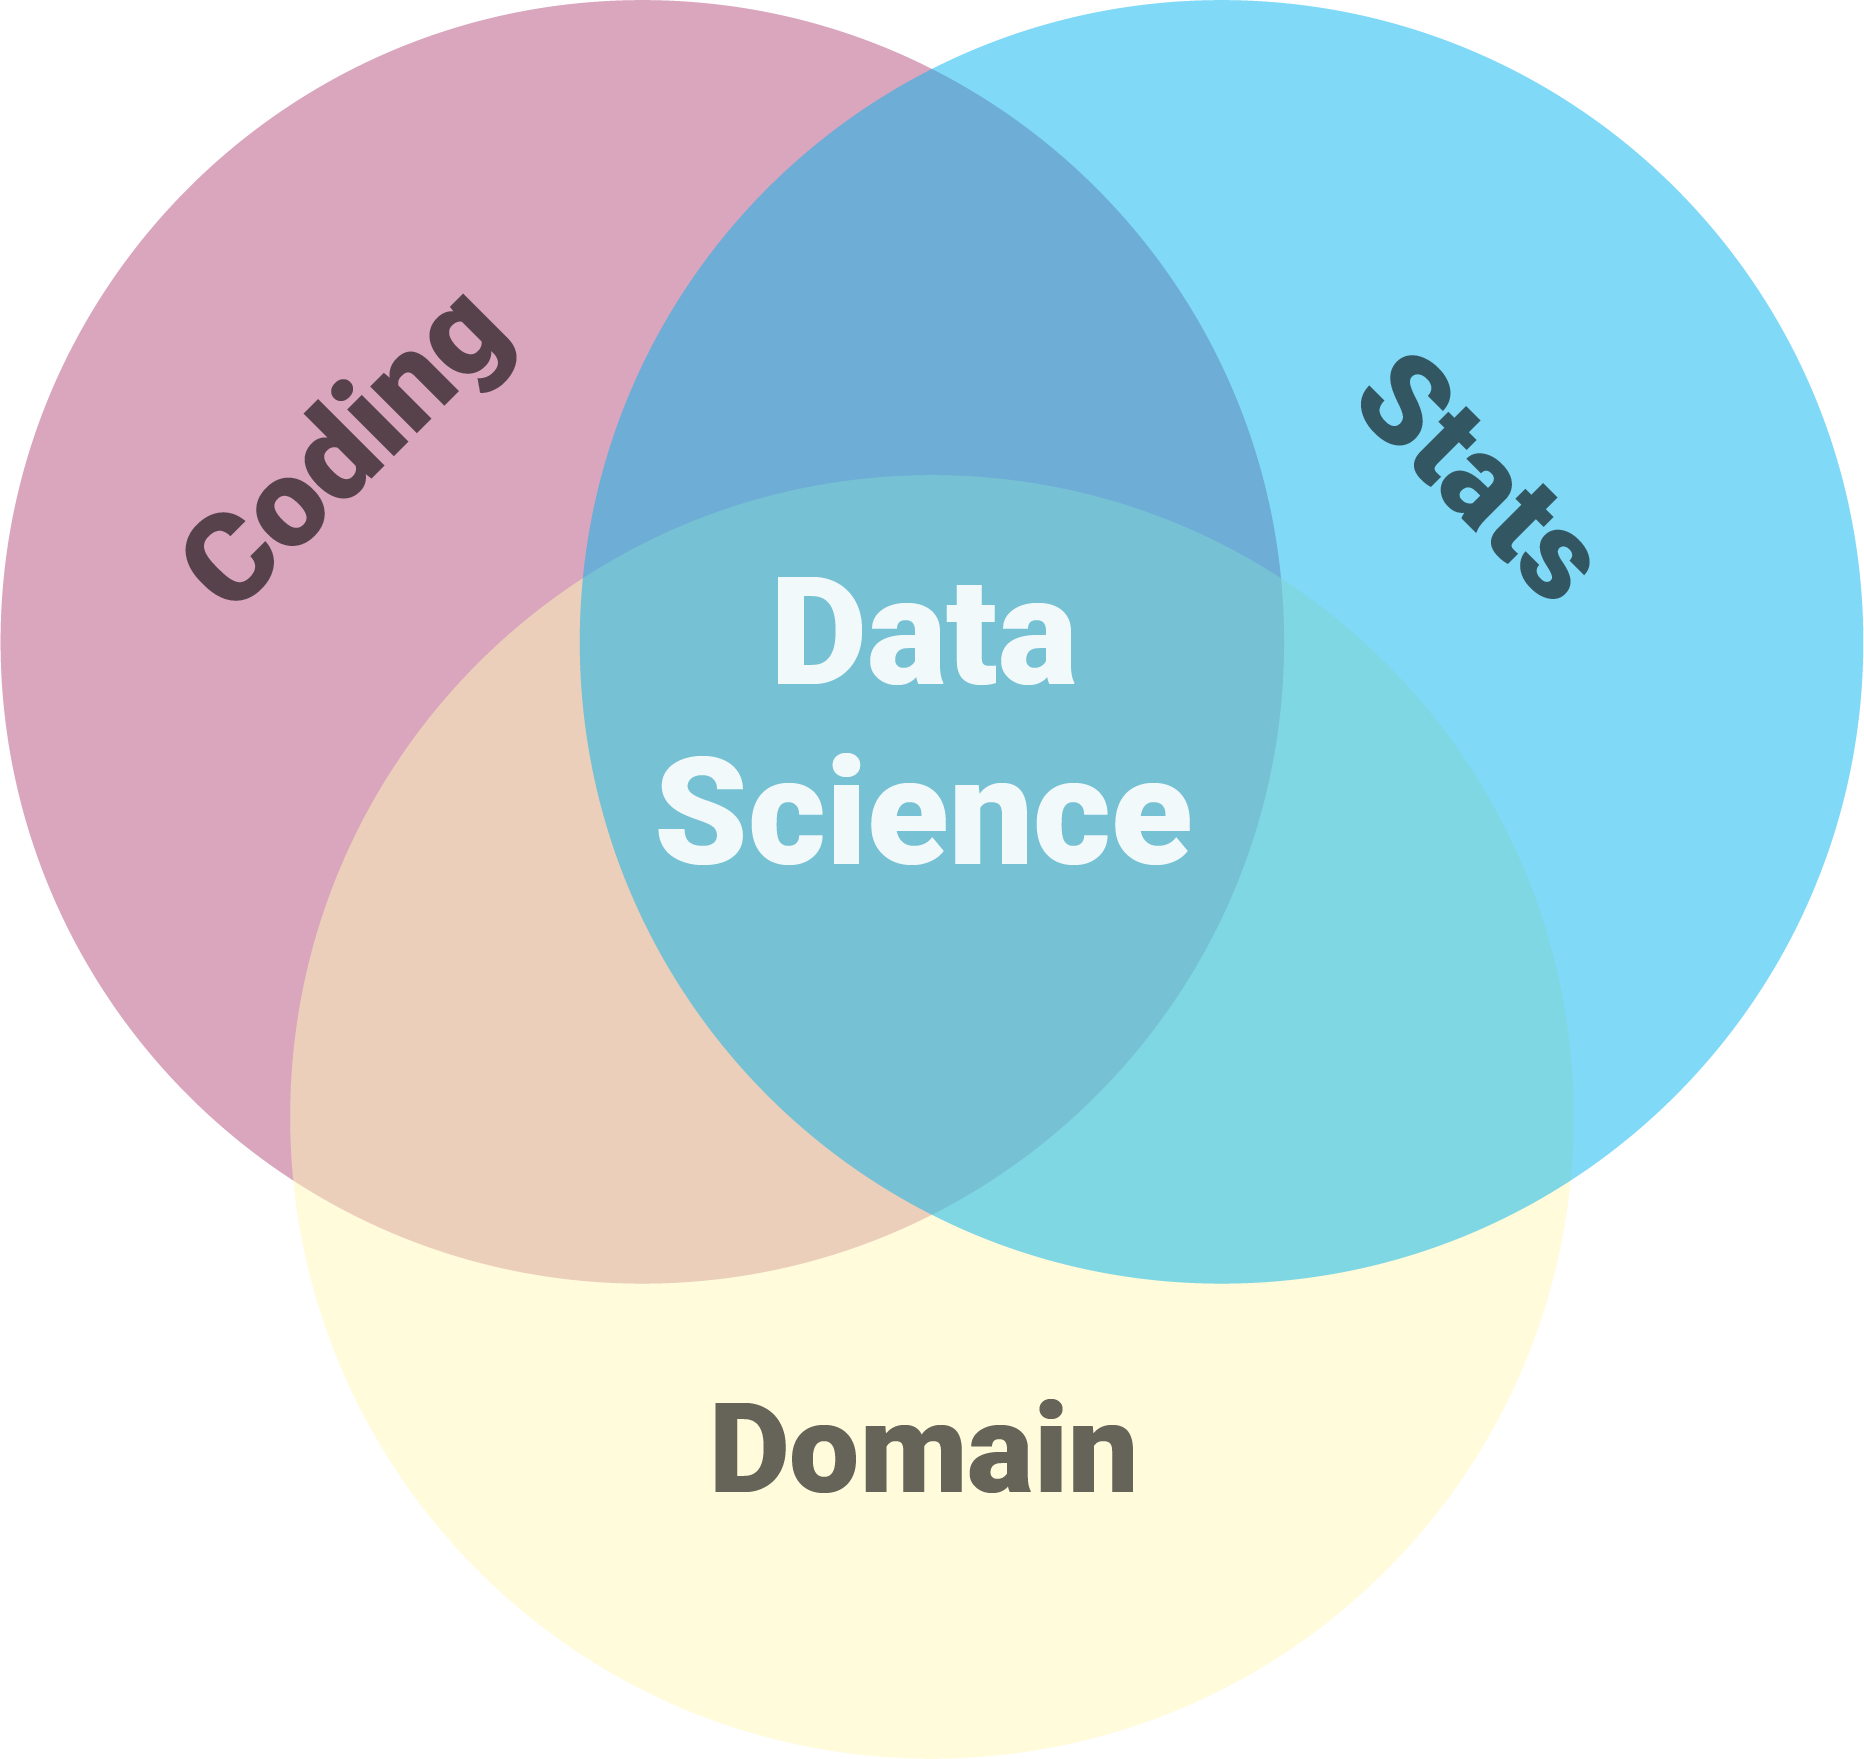 Coding
Stats
Data
Science
Domain